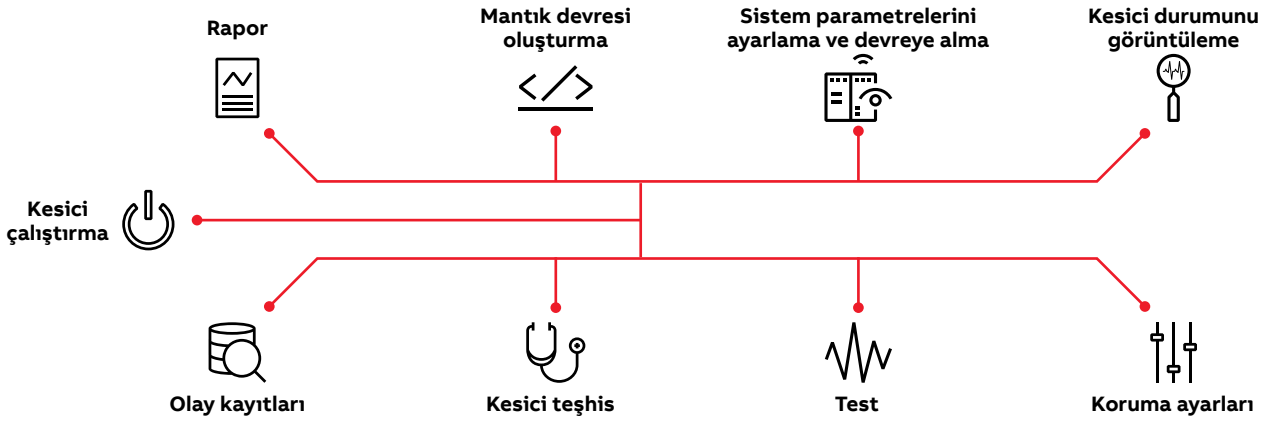 Rapor
Mantık devresi
oluşturma
Sistem parametrelerini
ayarlama ve devreye alma
Kesici durumunu
görüntüleme
Kesici
çalıştırma
Olay kayıtları
Kesici teşhis
Test
Koruma ayarları